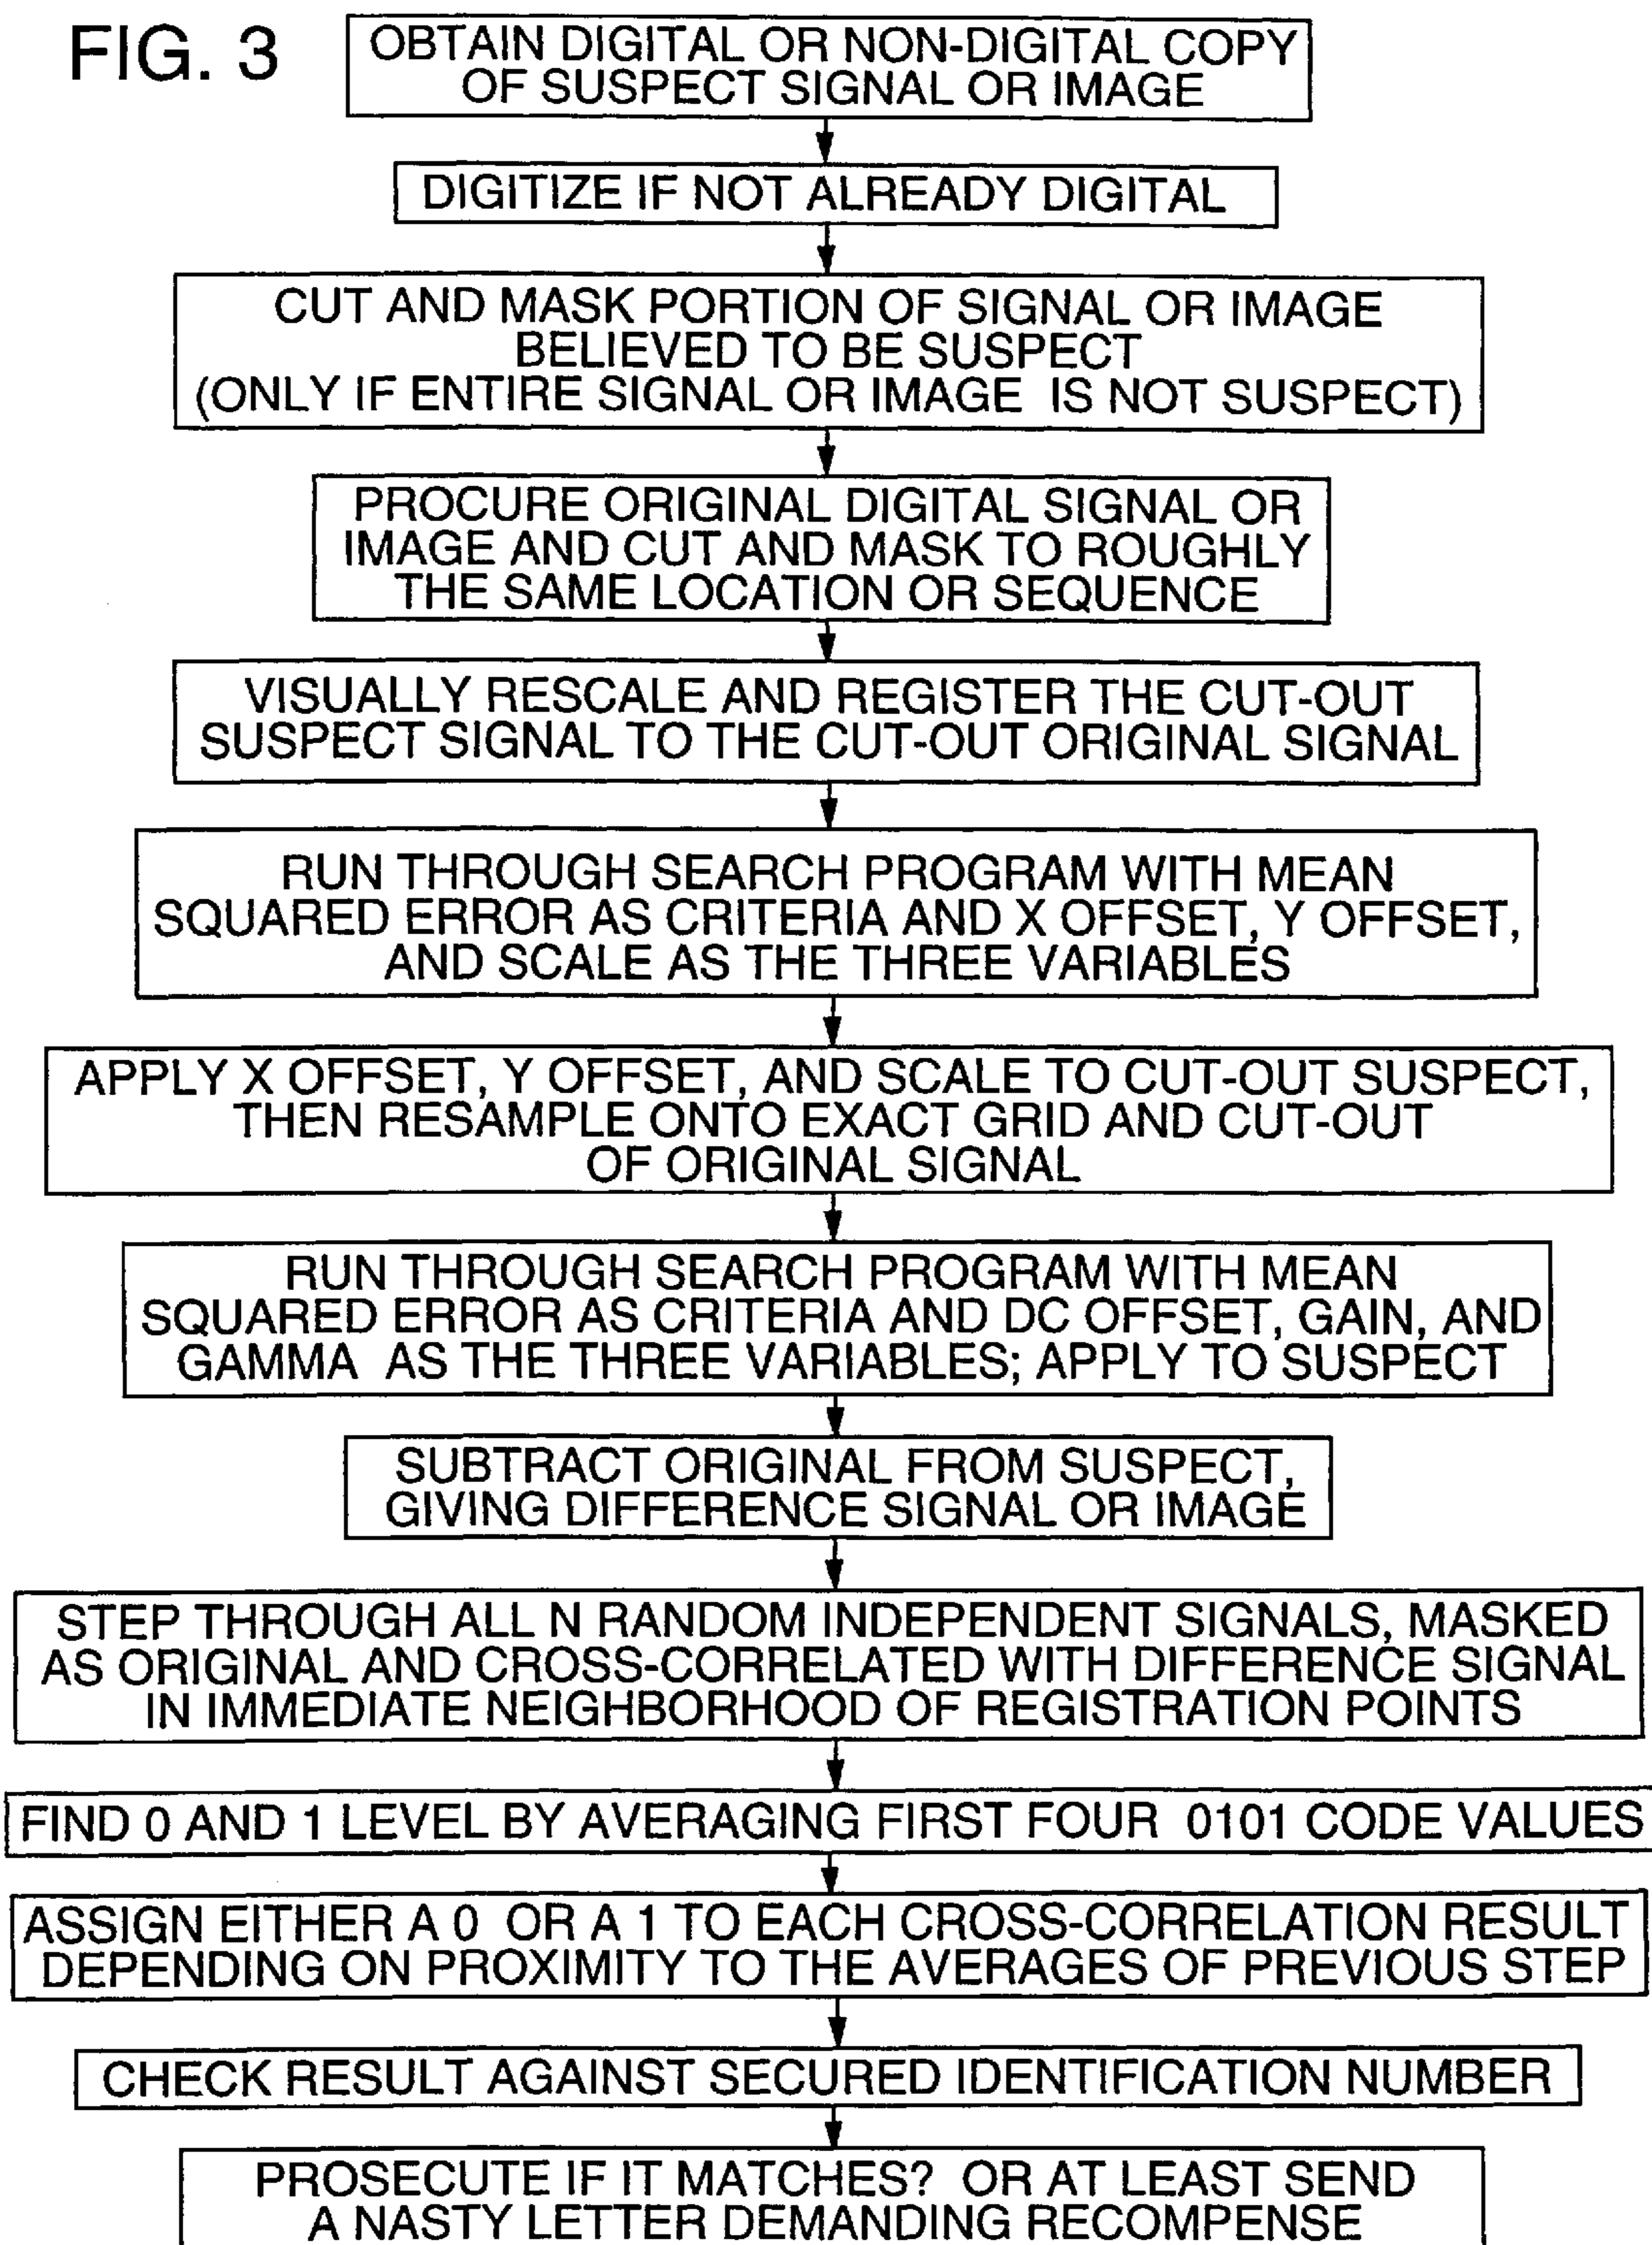 FIG. 3
OBTAIN DIGITAL OR NON-DIGITAL COPY
OF SUSPECT SIGNAL OR IMAGE
DIGITIZE IF NOT ALREADY DIGITAL
CUT AND MASK PORTION OF SIGNAL OR IMAGE
BELIEVED TO BE SUSPECT
(ONLY IF ENTIRE SIGNAL OR IMAGE IS NOT SUSPECT)
PROCURE ORIGINAL DIGITAL SIGNAL OR
IMAGE AND CUT AND MASK TO ROUGHLY
THE SAME LOCATION OR SEQUENCE
VISUALLY RESCALE AND REGISTER THE CUT-OUT
SUSPECT SIGNAL TO THE CUT-OUT ORIGINAL SIGNAL
RUN THROUGH SEARCH PROGRAM WITH MEAN
SQUARED ERROR AS CRITERIA AND X OFFSET, Y OFFSET,
AND SCALE AS THE THREE VARIABLES
APPLY X OFFSET, Y OFFSET, AND SCALE TO CUT-OUT SUSPECT,
THEN RESAMPLE ONTO EXACT GRID AND CUT-OUT
OF ORIGINAL SIGNAL
RUN THROUGH SEARCH PROGRAM WITH MEAN
SQUARED ERROR AS CRITERIA AND DC OFFSET, GAIN, AND
GAMMA AS THE THREE VARIABLES; APPLY TO SUSPECT
SUBTRACT ORIGINAL FROM SUSPECT,
GIVING DIFFERENCE SIGNAL OR IMAGE
STEP THROUGH ALL N RANDOM INDEPENDENT SIGNALS, MASKED
AS ORIGINAL AND CROSS-CORRELATED WITH DIFFERENCE SIGNAL
IN IMMEDIATE NEIGHBORHOOD OF REGISTRATION POINTS
FIND 0 AND 1 LEVEL BY AVERAGING FIRST FOUR 0101 CODE VALUES
ASSIGN EITHER A 0 OR A 1 TO EACH CROSS-CORRELATION RESULT
DEPENDING ON PROXIMITY TO THE AVERAGES OF PREVIOUS STEP
CHECK RESULT AGAINST SECURED IDENTIFICATION NUMBER
PROSECUTE IF IT MATCHES? OR AT LEAST SEND
A NASTY LETTER DEMANDING RECOMPENSE